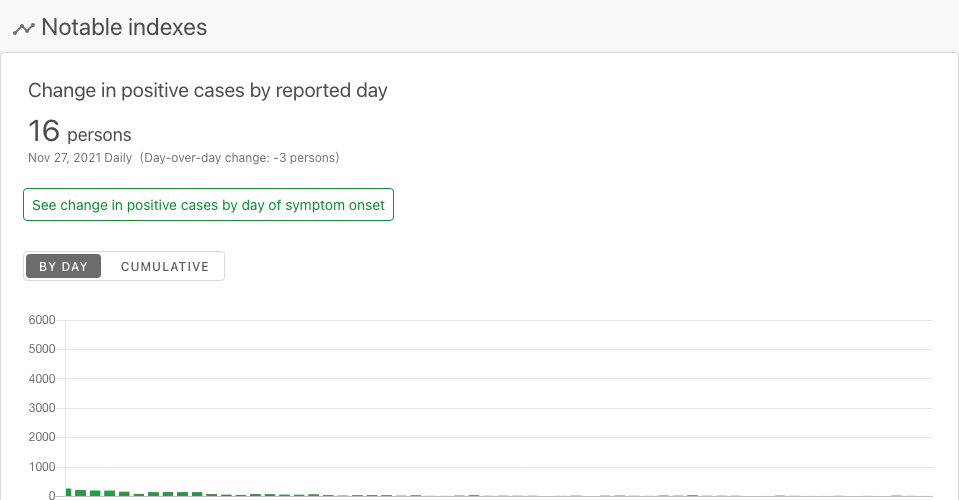 Notable indexes
Change in positive cases by reported day
16 persons
Nov 27, 2021 Daily (Day-over-day change: -3 persons)
See change in positive cases by day of symptom onset
BY DAY CUMULATIVE
6000
5000
4000
3000
2000
1000
0